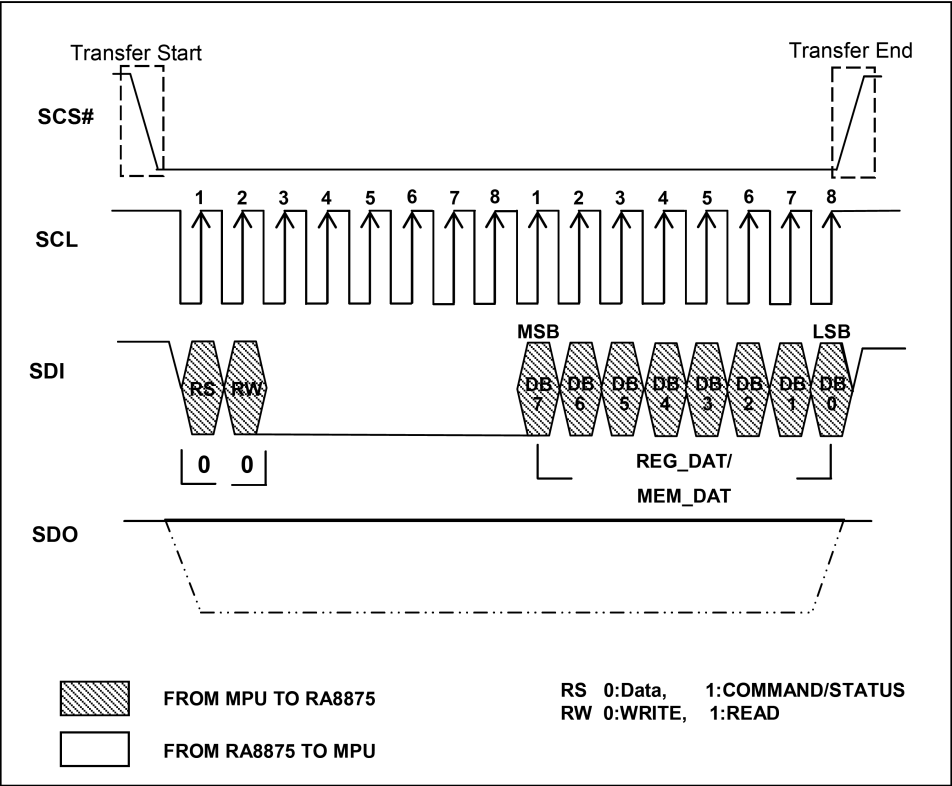 Transfer Start
Transfer End
SCS#
1 2 3 4 5 6 7 8 1 2 3 4 5 6 7 8
SCL
MSB
LSB
SDI
RS RW DB 7 DB 6 DB 5 DB 4 DB 3 DB 2 DB 1 DB 0
0 0
REG_DAT/
MEM_DAT
SDO
FROM MPU TO RA8875
FROM RA8875 TO MPU
RS 0:Data, 1:COMMAND/STATUS
RW 0:WRITE, 1:READ